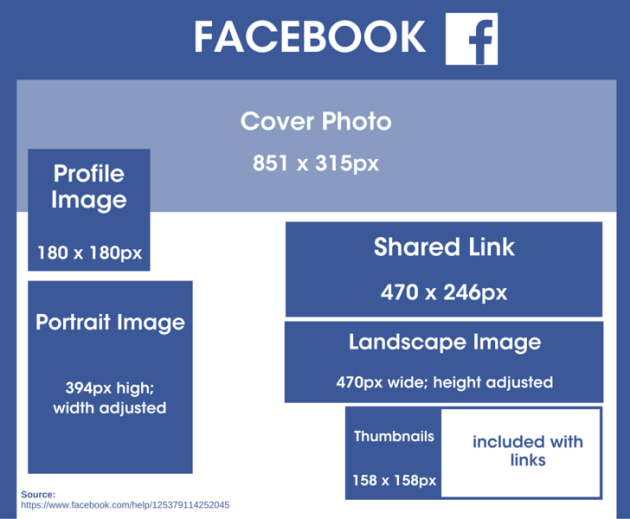 FACEBOOK
Cover Photo
851 x 315px
Profile
Image
180 x 180px
Shared Link
470 x 246px
Portrait Image
394px high;
width adjusted
Landscape Image
470px wide; height adjusted
Thumbnails
158 x 158px
included with
links
Source:
https://www.facebook.com/help/125379114252045